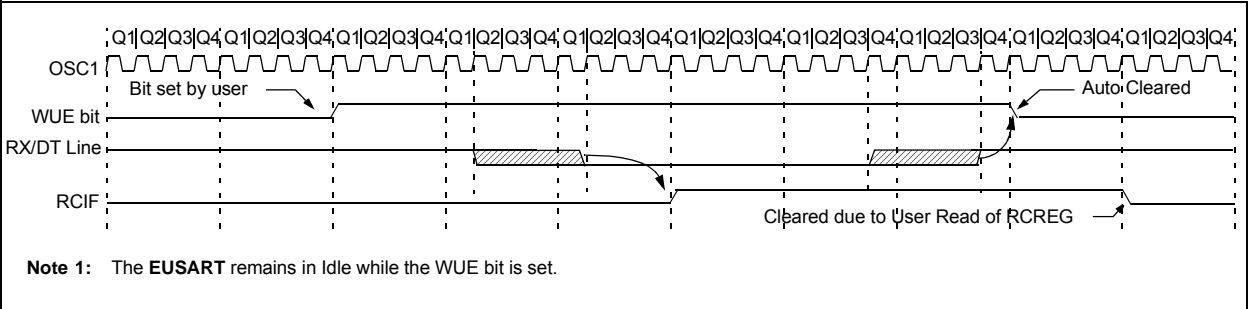 Q1 Q2 Q3 Q4 Q1 Q2 Q3 Q4 Q1 Q2 Q3 Q4 Q1 Q2 Q3 Q4 Q1 Q2 Q3 Q4 Q1 Q2 Q3 Q4 Q1 Q2 Q3 Q4 Q1 Q2 Q3 Q4 Q1 Q2 Q3 Q4 Q1 Q2 Q3 Q4
OSC1
Bit set by user
Auto Cleared
WUE bit
RX/DT Line
RCIF
Cleared due to User Read of RCREG
Note 1: The EUSART remains in Idle while the WUE bit is set.